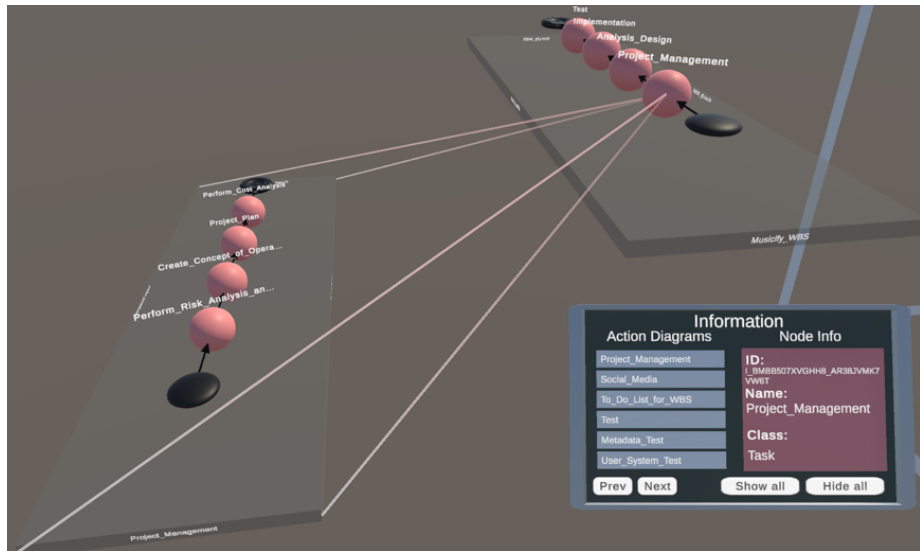 Test
Implementation
Analysis_Design
Project_Management
Musicify_WBS
Perform_Cost_Analysis
Project_Plan
Create_Concept_of_Opera...
Perform_Risk_Analysis_an...
Project_Management
Information
Action Diagrams
Project_Management
Social_Media
To_Do_List_for_WBS
Test
Metadata_Test
User_System_Test
Prev
Next
Node Info
ID:
I_BMBB507XVGHH8_AR38JVMK7
VW6T
Name:
Project_Management
Class:
Task
Show all
Hide all